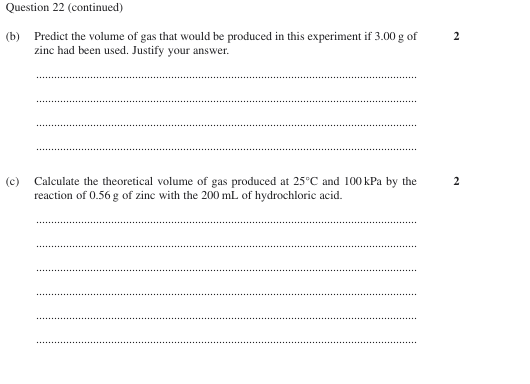 Question 22 (continued)
(b) Predict the volume of gas that would be produced in this experiment if 3.00 g of 2
zinc had been used. Justify your answer.
(c) Calculate the theoretical volume of gas produced at 25°C and 100 kPa by the 2
reaction of 0.56 g of zinc with the 200 mL of hydrochloric acid.